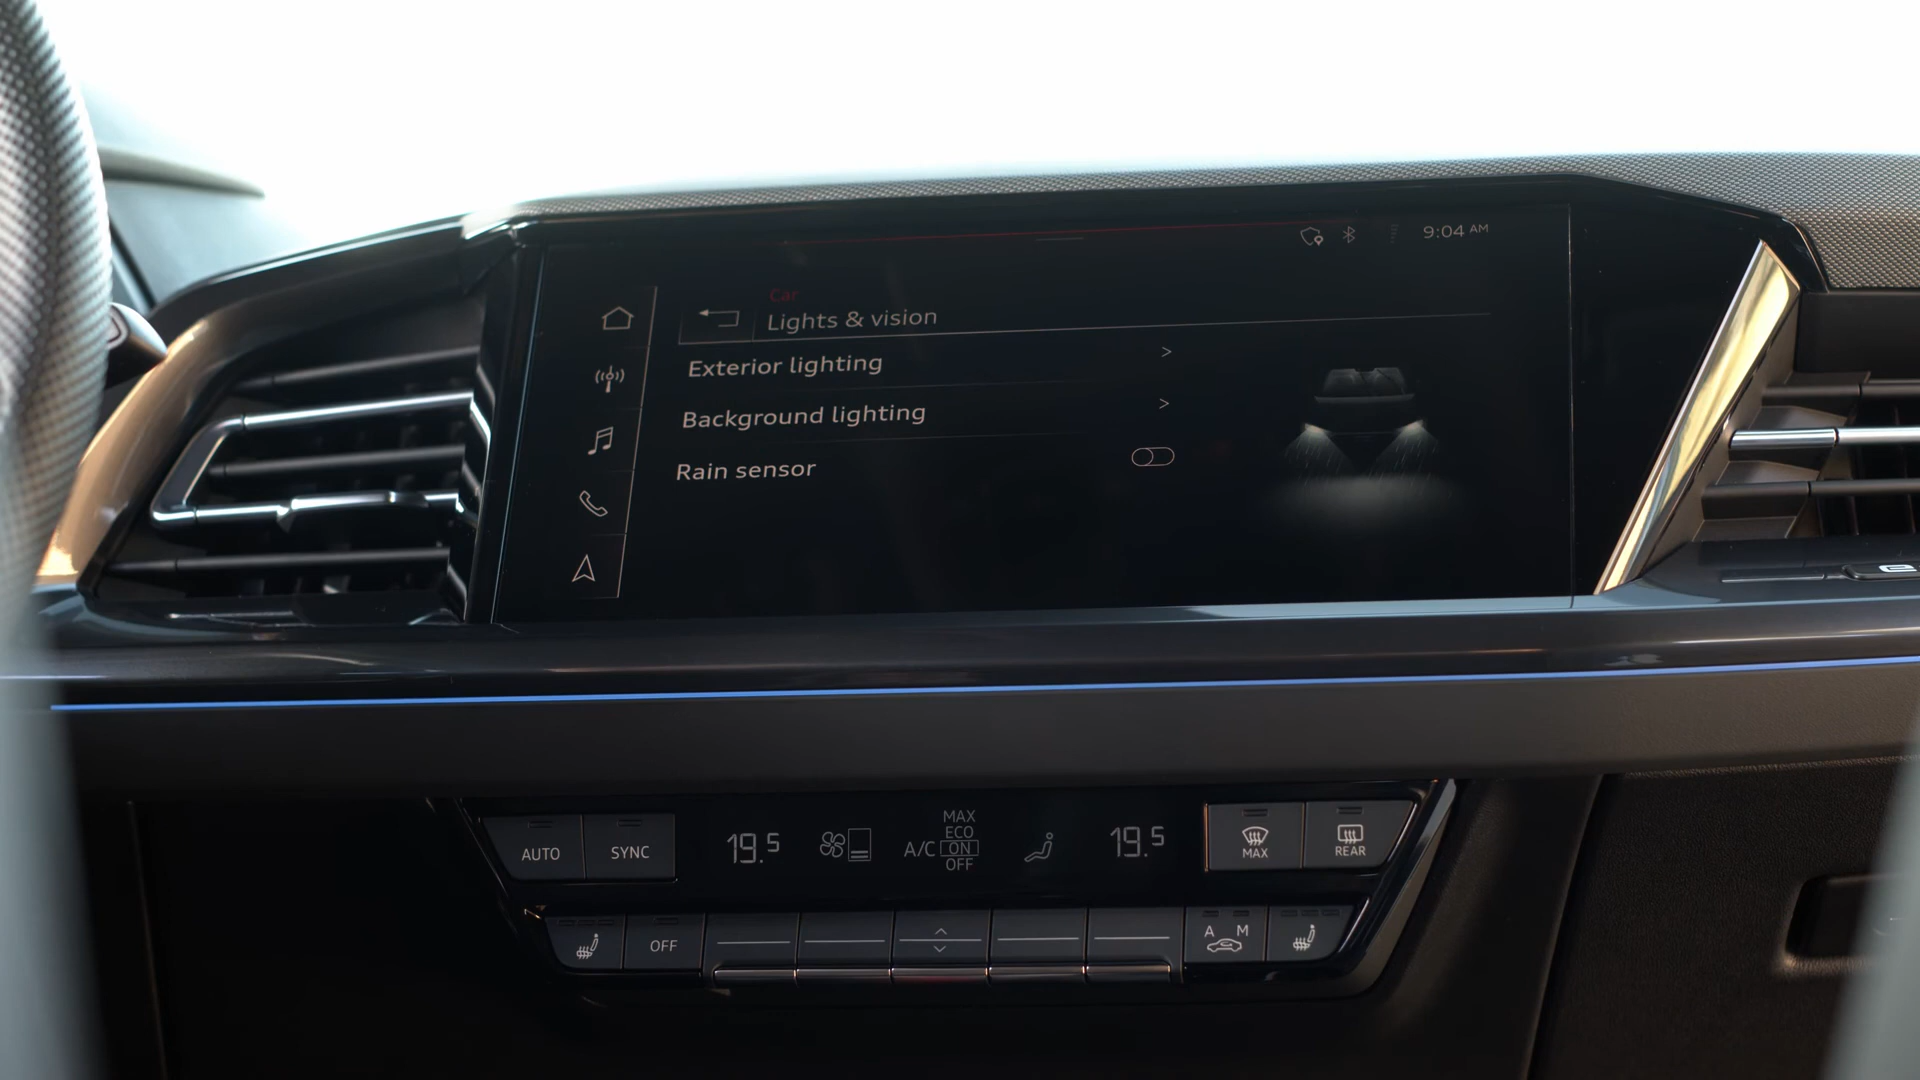 9:04 AM
Car
Lights & vision
Exterior lighting >
Background lighting >
Rain sensor
AUTO
SYNC
19.5
A/C
MAX
ECO
ON
OFF
19.5
MAX
REAR
OFF
A M